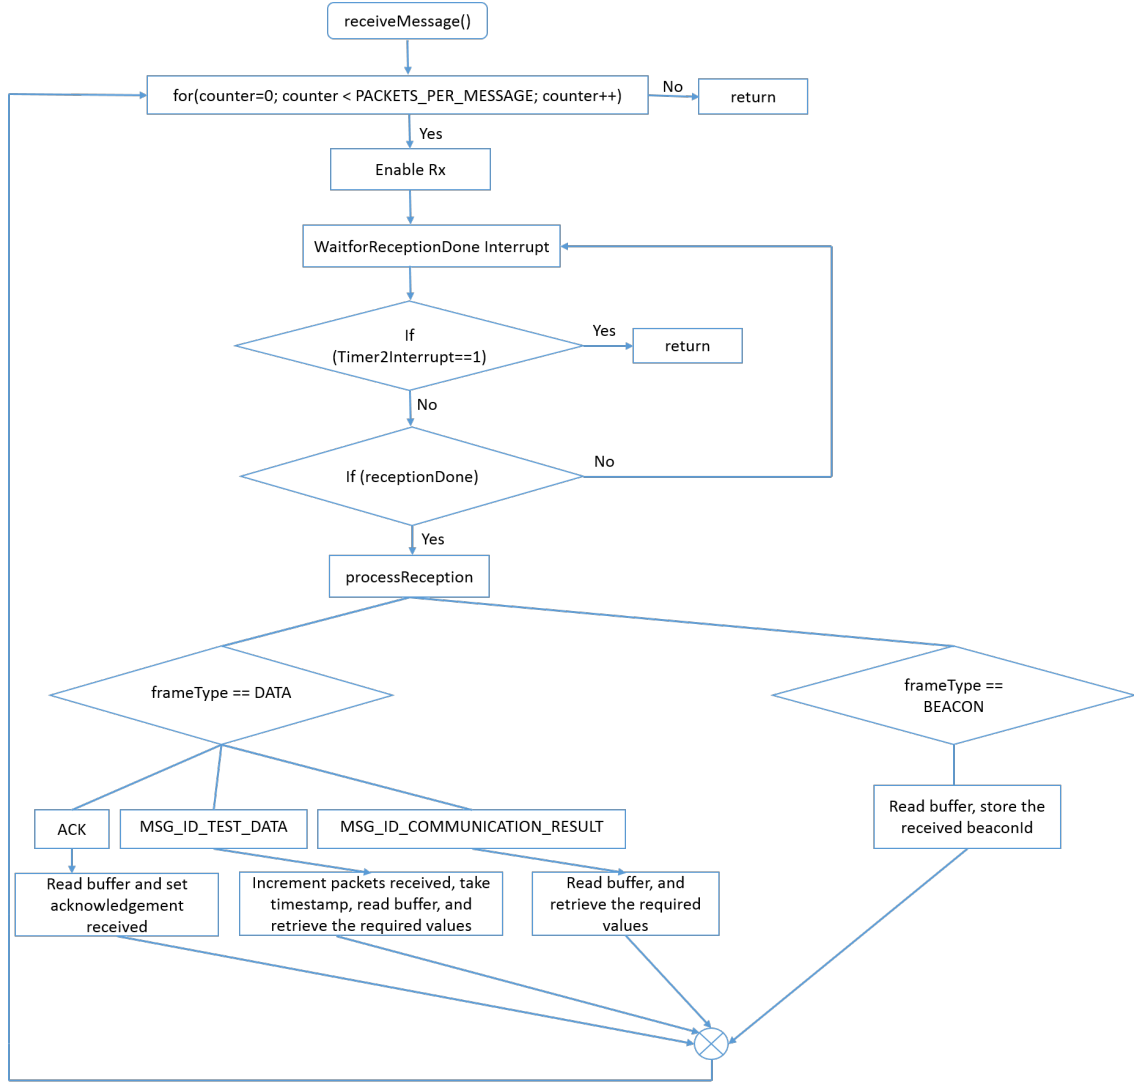 receiveMessage()
for(counter=0; counter < PACKETS_PER_MESSAGE; counter++)
No
return
Yes
Enable Rx
WaitforReceptionDone Interrupt
If
(Timer2Interrupt==1)
Yes
return
No
If (receptionDone)
No
Yes
processReception
frameType == DATA
frameType ==
BEACON
ACK
MSG_ID_TEST_DATA
MSG_ID_COMMUNICATION_RESULT
Read buffer, store the
received beaconId
Read buffer and set
acknowledgement
received
Increment packets received, take
timestamp, read buffer, and
retrieve the required values
Read buffer, and
retrieve the required
values